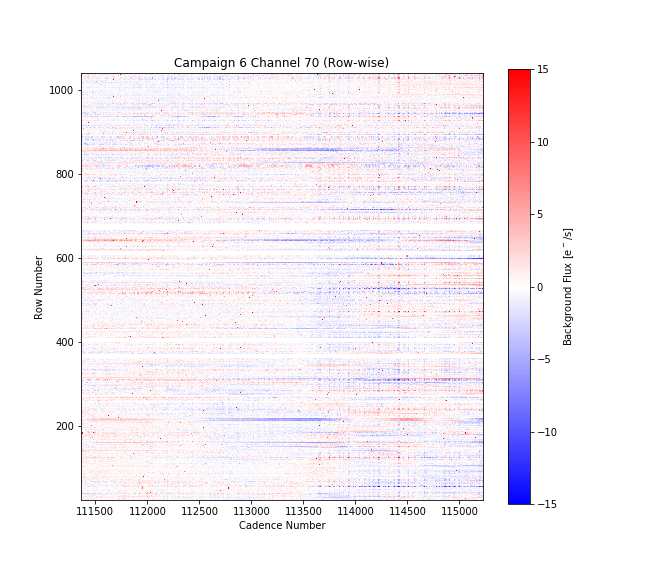 Campaign 6 Channel 70 (Row-wise)
1000
800
600
400
200
Row Number
111500 112000 112500 113000 113500 114000 114500 115000
Cadence Number
15
10
5
0
−5
−10
−15
Background Flux [e⁻/s]